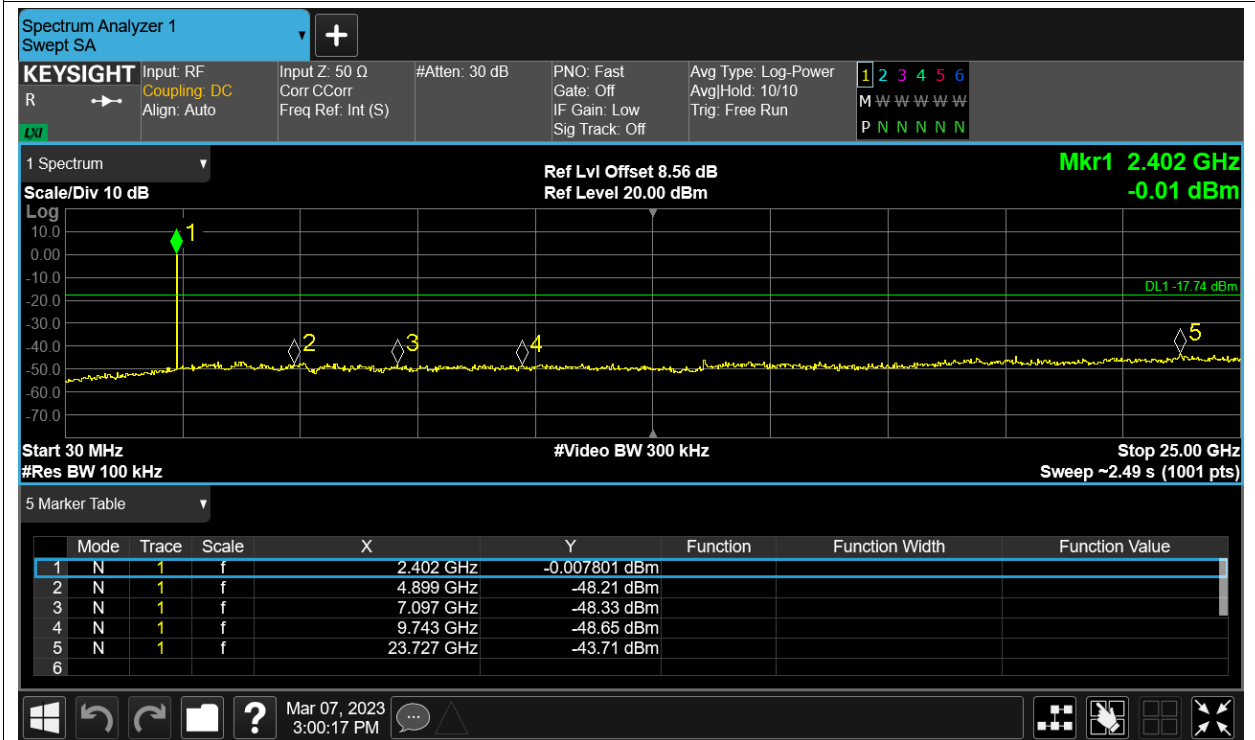 Spectrum Analyzer 1
Swept SA
+
KEYSIGHT
R
LXI
Input: RF
Coupling: DC
Align: Auto
Input Z: 50 Ω
Corr CCorr
Freq Ref: Int (S)
#Atten: 30 dB
PNO: Fast
Gate: Off
IF Gain: Low
Sig Track: Off
Avg Type: Log-Power
Avg|Hold: 10/10
Trig: Free Run
1 2 3 4 5 6
M W W W W W
P N N N N N
1 Spectrum
Scale/Div 10 dB
Ref Lvl Offset 8.56 dB
Ref Level 20.00 dBm
Mkr1 2.402 GHz
-0.01 dBm
Log
10.0
0.00
-10.0
-20.0
-30.0
-40.0
-50.0
-60.0
-70.0
1
DL1 -17.74 dBm
2
3
4
5
Start 30 MHz
#Res BW 100 kHz
#Video BW 300 kHz
Stop 25.00 GHz
Sweep ~2.49 s (1001 pts)
5 Marker Table
Mode Trace Scale X Y Function Function Width Function Value
1 N 1 f 2.402 GHz -0.007801 dBm
2 N 1 f 4.899 GHz -48.21 dBm
3 N 1 f 7.097 GHz -48.33 dBm
4 N 1 f 9.743 GHz -48.65 dBm
5 N 1 f 23.727 GHz -43.71 dBm
6
?
Mar 07, 2023
3:00:17 PM